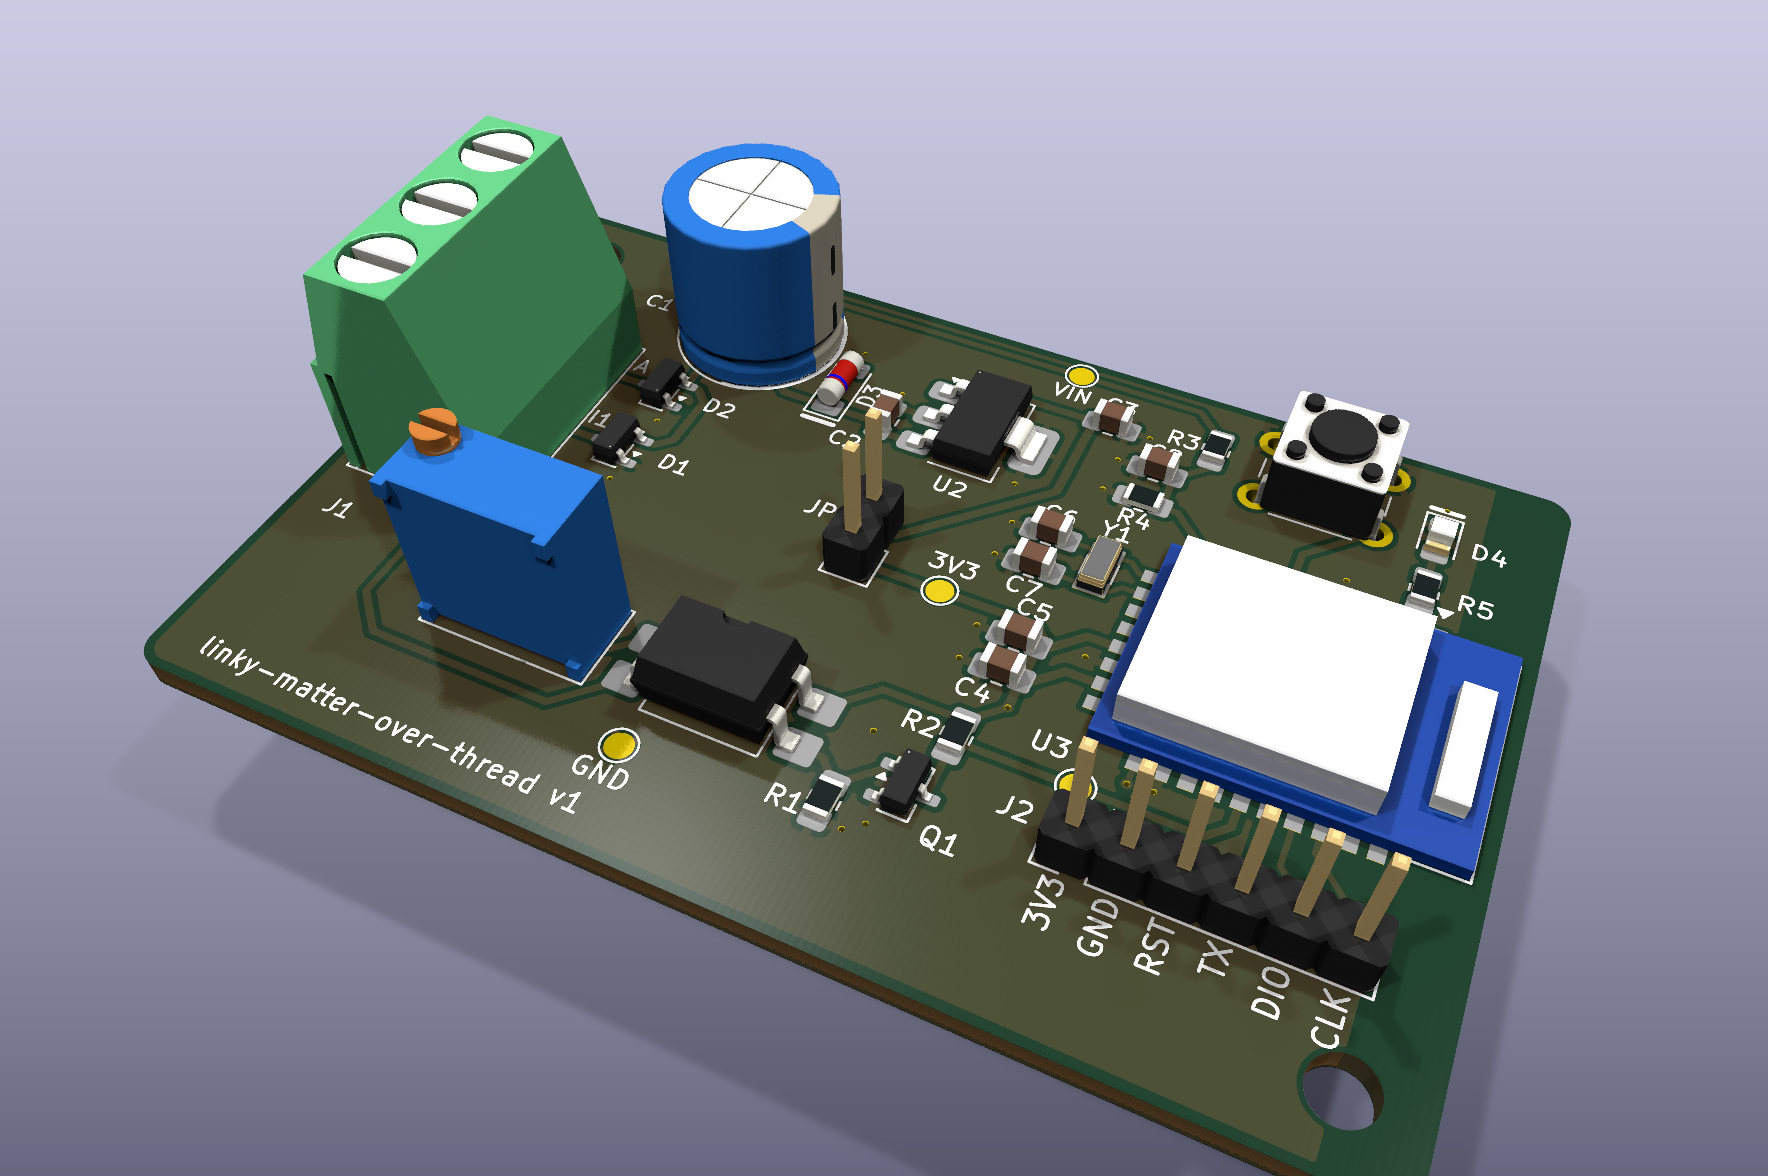 C1
A
D2
I1
D1
D3
VIN
R3
U2
JP
R4
Y1
J1
3V3
C7
C5
D4
R5
C4
R2
U3
J2
linky-matter-over-thread v1
GND
R1
Q1
3V3
GND
RST
TX
DIO
CLK